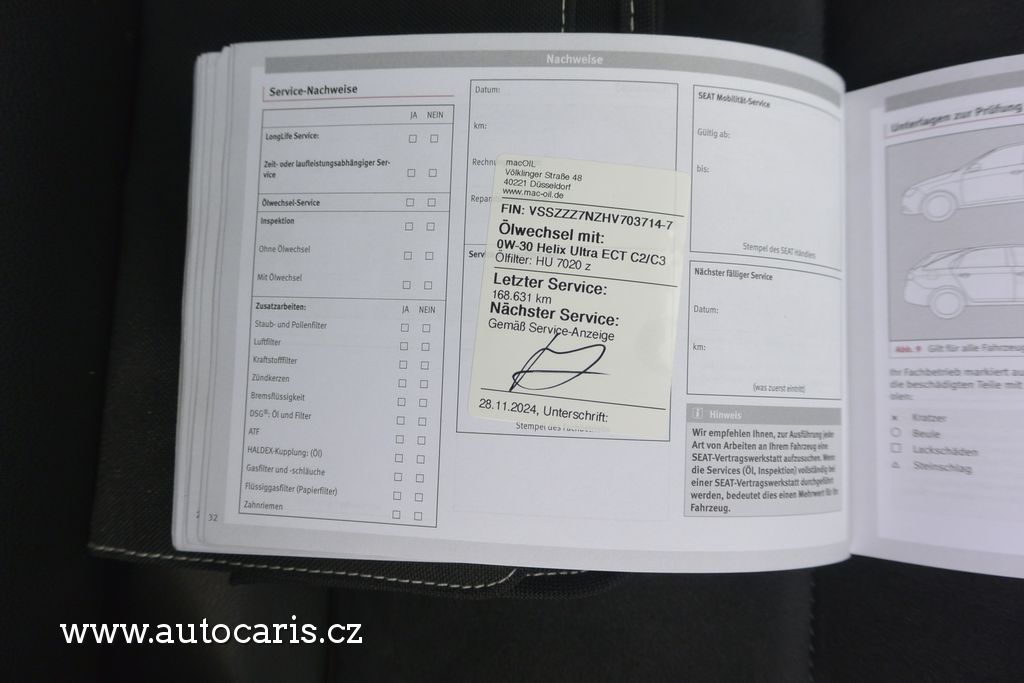 Nachweise
Service-Nachweise
JA NEIN
LongLife Service:
Zeit- oder laufleistungsabhängiger Ser-
vice
Ölwechsel-Service
Inspektion
Ohne Ölwechsel
Mit Ölwechsel
Zusatzarbeiten: JA NEIN
Staub- und Pollenfilter
Luftfilter
Kraftstofffilter
Zündkerzen
Bremsflüssigkeit
DSG®: Öl und Filter
ATF
HALDEX-Kupplung: (Öl)
Gasfilter und -schläuche
Flüssiggasfilter (Papierfilter)
Zahnriemen
32
Datum:
km:
macOIL
Völklinger Straße 48
40221 Düsseldorf
www.mac-oil.de
FIN: VSSZZZ7NZHV703714-7
Ölwechsel mit:
0W-30 Helix Ultra ECT C2/C3
Ölfilter: HU 7020 z
Letzter Service:
168.631 km
Nächster Service:
Gemäß Service-Anzeige
28.11.2024, Unterschrift:
SEAT Mobilität-Service
Gültig ab:
bis:
Stempel des SEAT Händlers
Nächster fälliger Service
Datum:
km:
(was zuerst eintrifft)
Hinweis
Wir empfehlen Ihnen, zur Ausführung jeder
Art von Arbeiten an Ihrem Fahrzeug eine
SEAT-Vertragswerkstatt aufzusuchen. Wenn
die Services (Öl, Inspektion) vollständig bei
einer SEAT-Vertragswerkstatt durchgeführt
werden, bedeutet dies einen Mehrwert für Ihr
Fahrzeug.
Unterlagen zur Prüfung
Abb. 9 Gilt für alle Fahrzeug
Ihr Fachbetrieb markiert au
die beschädigten Teile mit
olen:
Kratzer
Beule
Lackschäden
Steinschlag
www.autocaris.cz